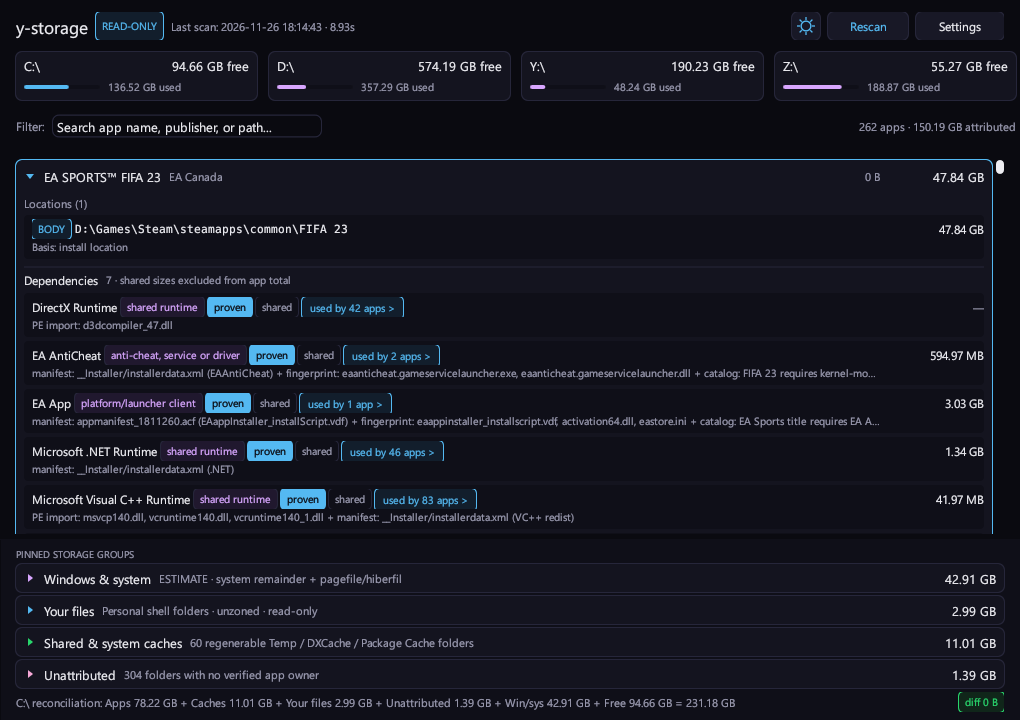 y-storage READ-ONLY Last scan: 2026-11-26 18:14:43 · 8.93s Rescan Settings
C:\ 94.66 GB free D:\ 574.19 GB free Y:\ 190.23 GB free Z:\ 55.27 GB free
136.52 GB used 357.29 GB used 48.24 GB used 188.87 GB used
Filter: Search app name, publisher, or path... 262 apps · 150.19 GB attributed
EA SPORTS™ FIFA 23 EA Canada 0 B 47.84 GB
Locations (1)
BODY D:\Games\Steam\steamapps\common\FIFA 23 47.84 GB
Basis: install location
Dependencies 7 · shared sizes excluded from app total
DirectX Runtime shared runtime proven shared used by 42 apps > —
PE import: d3dcompiler_47.dll
EA AntiCheat anti-cheat, service or driver proven shared used by 2 apps > 594.97 MB
manifest: __Installer/installerdata.xml (EAAntiCheat) + fingerprint: eaanticheat.gameservicelauncher.exe, eaanticheat.gameservicelauncher.dll + catalog: FIFA 23 requires kernel-mo...
EA App platform/launcher client proven shared used by 1 app > 3.03 GB
manifest: appmanifest_1811260.acf (EAappInstaller_installScript.vdf) + fingerprint: eaappinstaller_installscript.vdf, activation64.dll, eastore.ini + catalog: EA Sports title requires EA A...
Microsoft .NET Runtime shared runtime proven shared used by 46 apps > 1.34 GB
manifest: __Installer/installerdata.xml (.NET)
Microsoft Visual C++ Runtime shared runtime proven shared used by 83 apps > 41.97 MB
PE import: msvcp140.dll, vcruntime140.dll, vcruntime140_1.dll + manifest: __Installer/installerdata.xml (VC++ redist)
PINNED STORAGE GROUPS
Windows & system ESTIMATE · system remainder + pagefile/hiberfil 42.91 GB
Your files Personal shell folders · unzoned · read-only 2.99 GB
Shared & system caches 60 regenerable Temp / DXCache / Package Cache folders 11.01 GB
Unattributed 304 folders with no verified app owner 1.39 GB
C:\ reconciliation: Apps 78.22 GB + Caches 11.01 GB + Your files 2.99 GB + Unattributed 1.39 GB + Win/sys 42.91 GB + Free 94.66 GB = 231.18 GB diff 0 B